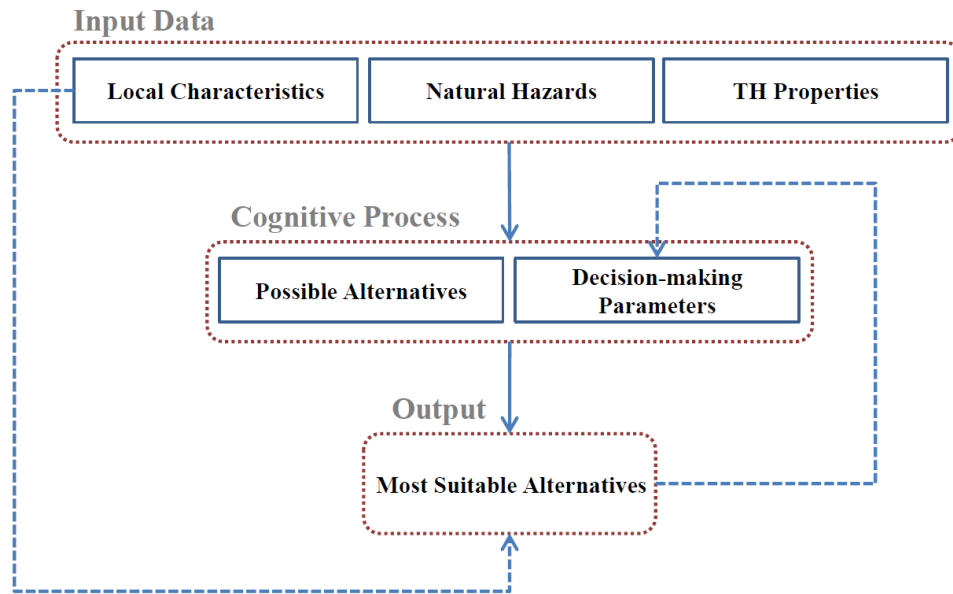 Input Data
Local Characteristics
Natural Hazards
TH Properties
Cognitive Process
Possible Alternatives
Decision-making
Parameters
Output
Most Suitable Alternatives